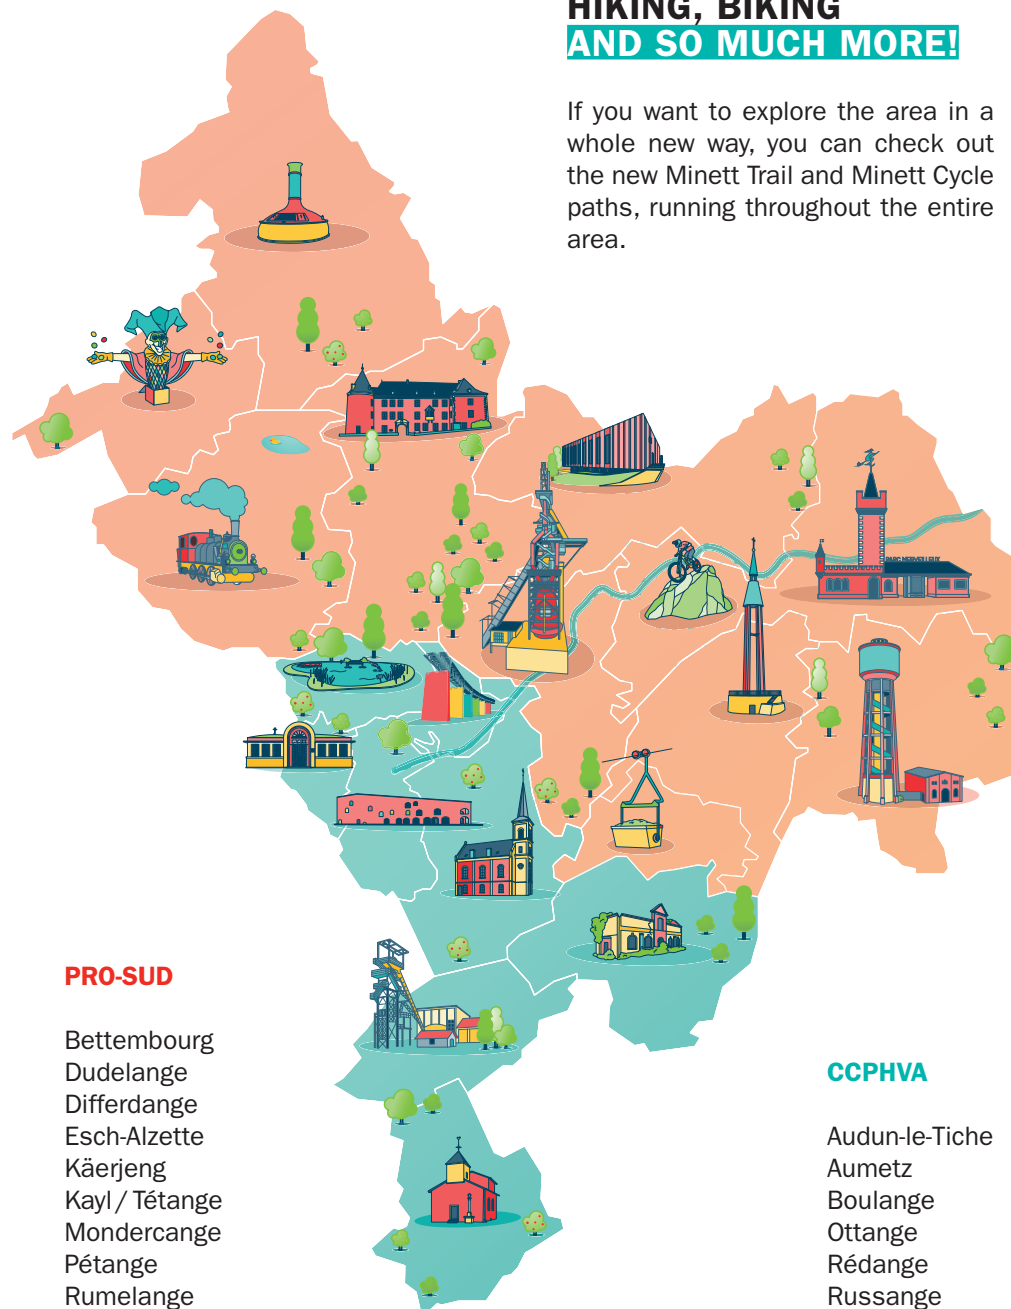 HIKING, BIKING
AND SO MUCH MORE!
If you want to explore the area in a
whole new way, you can check out
the new Minett Trail and Minett Cycle
paths, running throughout the entire
area.
PARC MERVEILLEUX
PRO-SUD
Bettembourg
Dudelange
Differdange
Esch-Alzette
Käerjeng
Kayl / Tétange
Mondercange
Pétange
Rumelange
CCPHVA
Audun-le-Tiche
Aumetz
Boulange
Ottange
Rédange
Russange